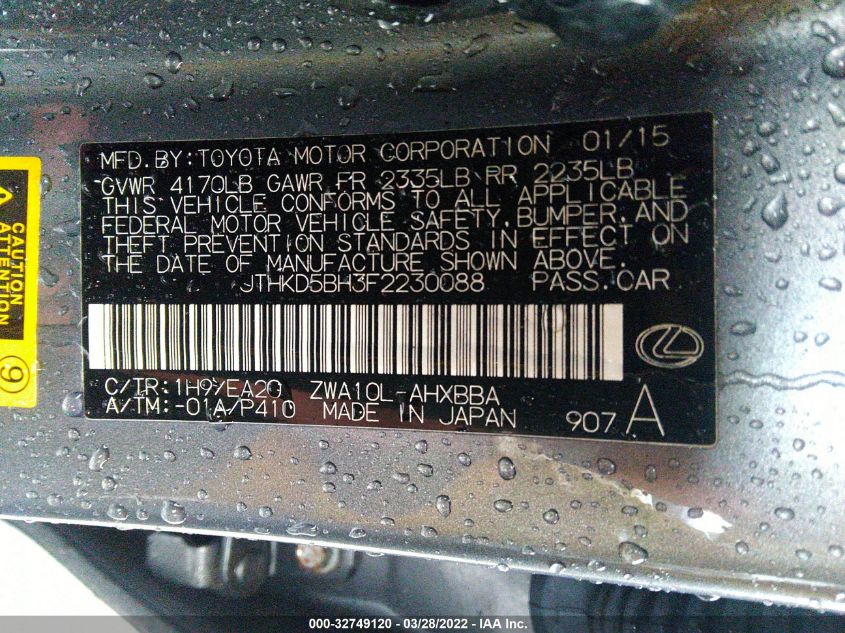 MFD. BY: TOYOTA MOTOR CORPORATION 01/15
GVWR 4170LB GAWR FR 2335LB RR 2235LB
THIS VEHICLE CONFORMS TO ALL APPLICABLE
FEDERAL MOTOR VEHICLE SAFETY, BUMPER, AND
THEFT PREVENTION STANDARDS IN EFFECT ON
THE DATE OF MANUFACTURE SHOWN ABOVE.
JTHKD5BH3F2230088 PASS. CAR
C/TR: 1H9/EA20 ZWA10L-AHXBBA
A/TM: -01A/P410 MADE IN JAPAN 907 A
CAUTION
ATTENTION
9
000-32749120 / 03/28/2022 / IAA Inc.